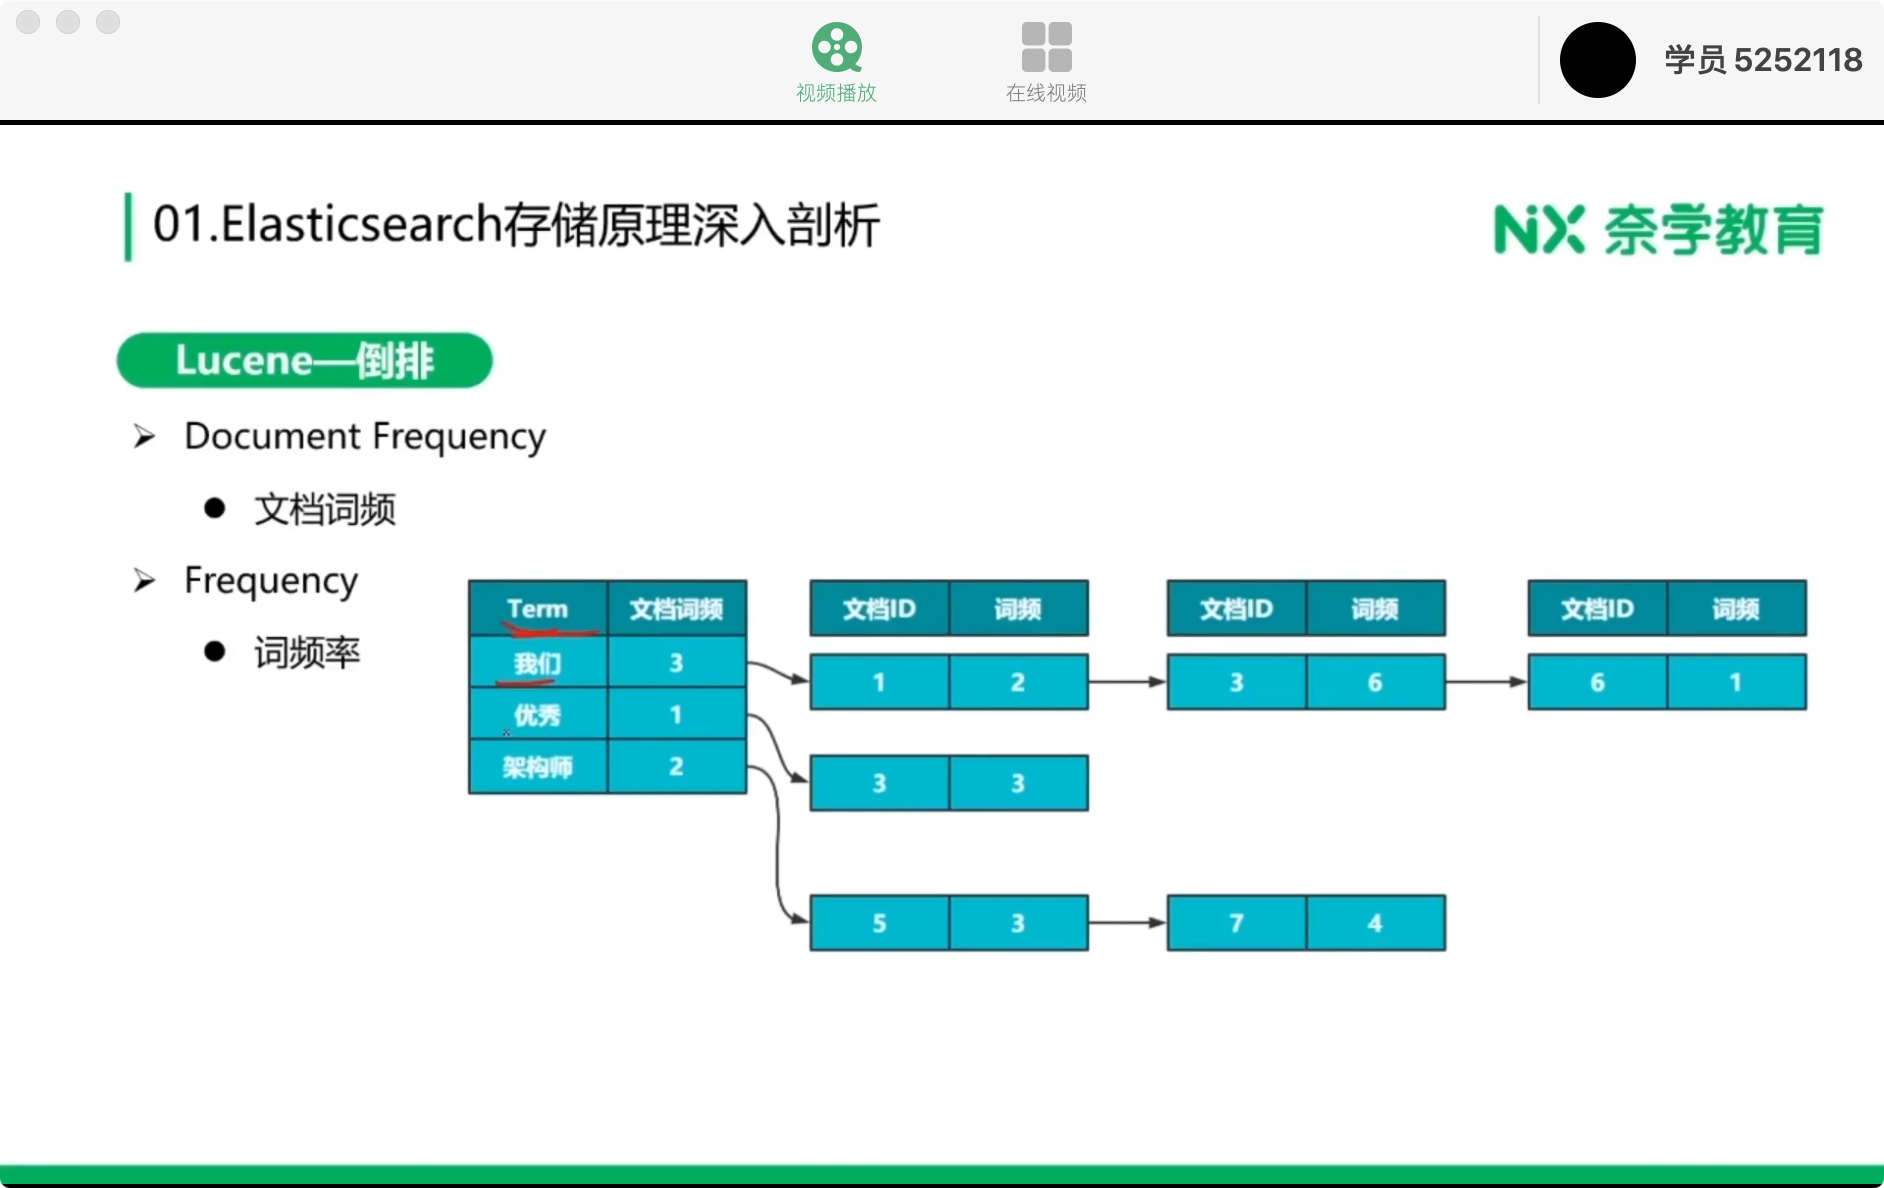 视频播放
在线视频
学员 5252118
01.Elasticsearch存储原理深入剖析
NiX 奈学教育
Lucene—倒排
Document Frequency
文档词频
Frequency
词频率
Term 文档词频 文档ID 词频 文档ID 词频 文档ID 词频
我们 3 1 2 3 6 6 1
优秀 1 3 3
架构师 2 5 3 7 4